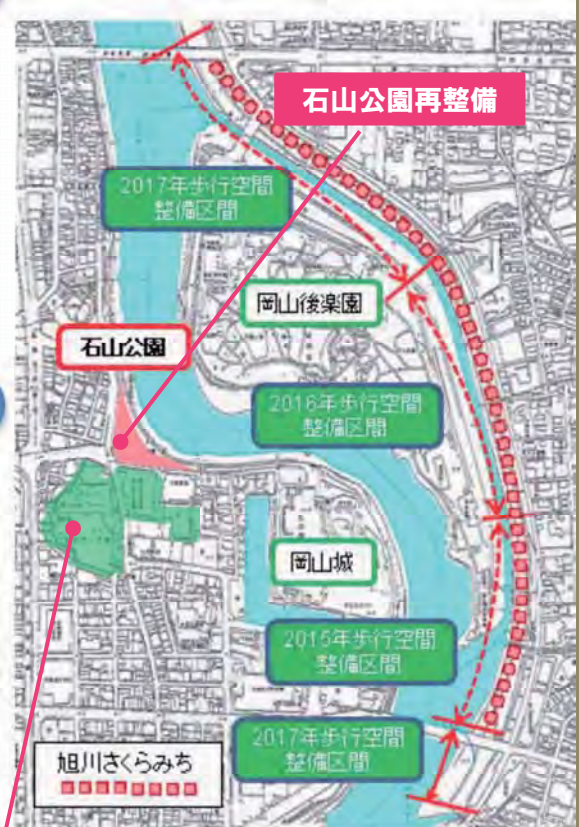 石山公園再整備
2017年歩行空間
整備区間
岡山後楽園
石山公園
2016年歩行空間
整備区間
岡山城
2015年歩行空間
整備区間
2017年歩行空間
整備区間
旭川さくらみち